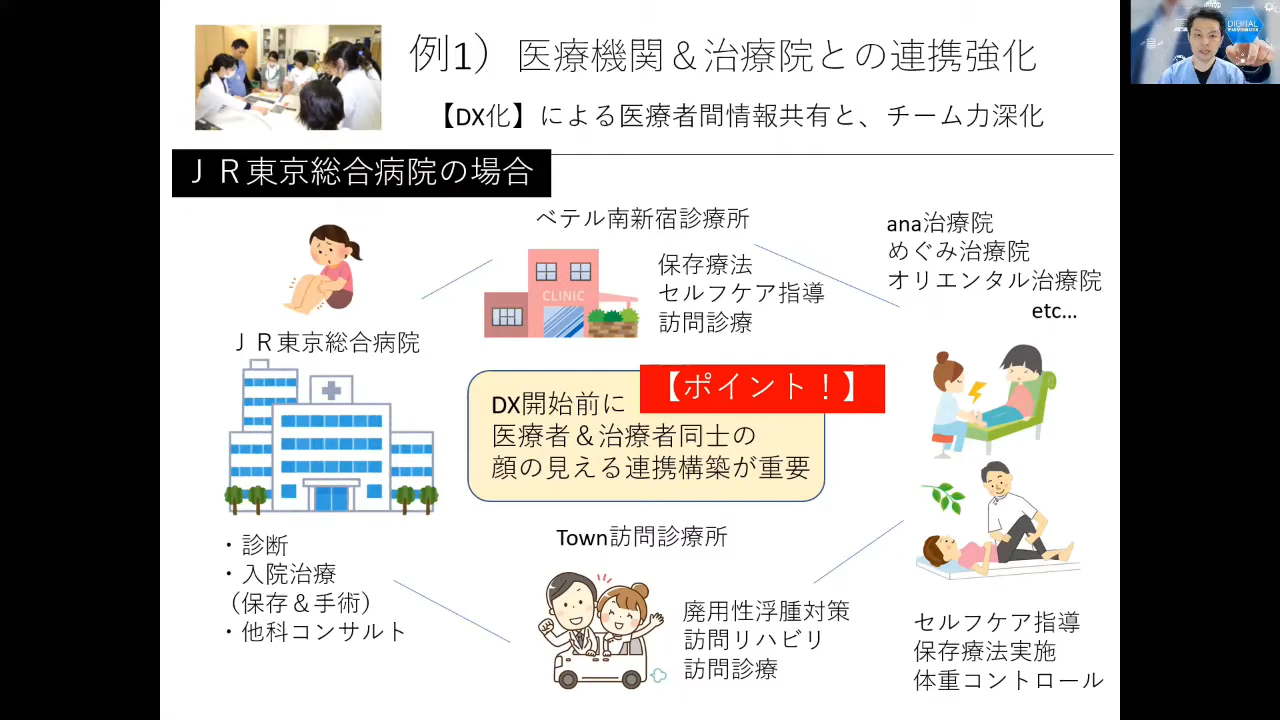 例1）医療機関＆治療院との連携強化
【DX化】による医療者間情報共有と、チーム力深化
ＪＲ東京総合病院の場合
ベテル南新宿診療所
保存療法
セルフケア指導
訪問診療
CLINIC
ana治療院
めぐみ治療院
オリエンタル治療院
etc…
ＪＲ東京総合病院
【ポイント！】
DX開始前に
医療者＆治療者同士の
顔の見える連携構築が重要
・診断
・入院治療
（保存＆手術）
・他科コンサルト
Town訪問診療所
廃用性浮腫対策
訪問リハビリ
訪問診療
セルフケア指導
保存療法実施
体重コントロール
DIGITAL